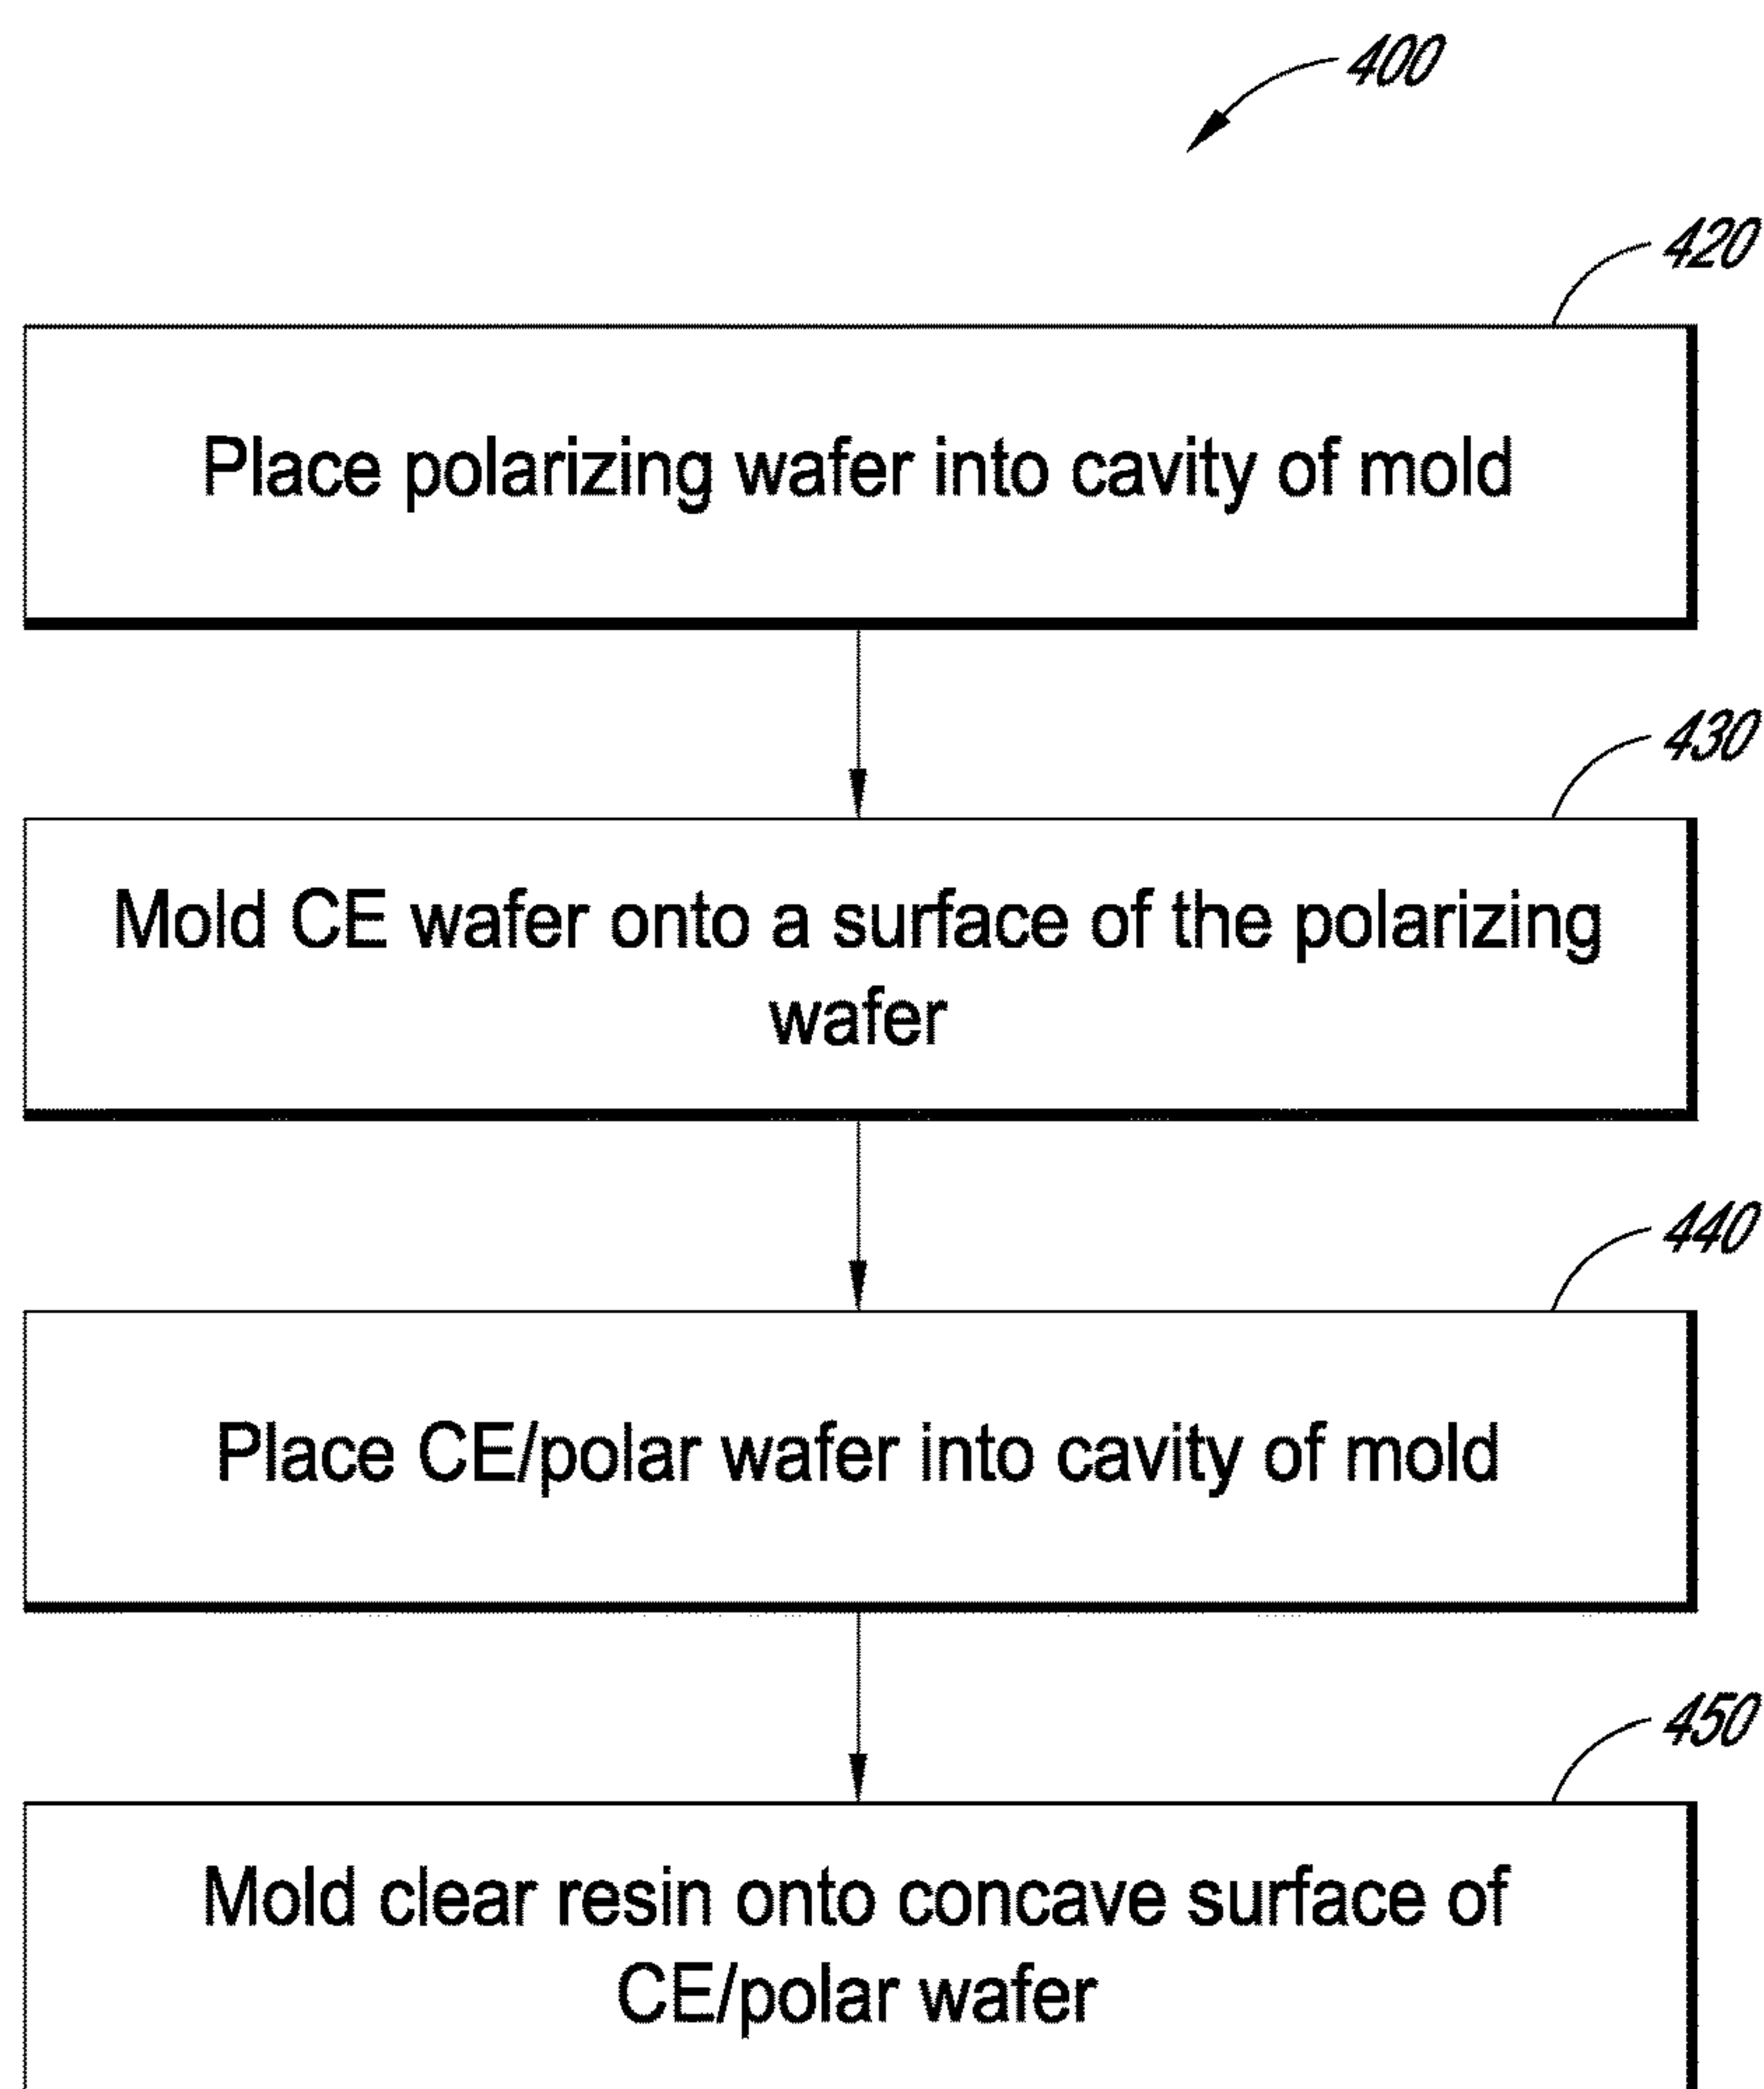 400
420
Place polarizing wafer into cavity of mold
430
Mold CE wafer onto a surface of the polarizing
wafer
440
Place CE/polar wafer into cavity of mold
450
Mold clear resin onto concave surface of
CE/polar wafer